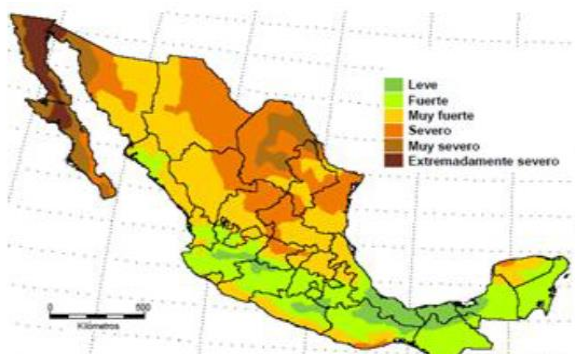 Leve
Fuerte
Muy fuerte
Severo
Muy severo
Extremadamente severo
0 500
Kilómetros